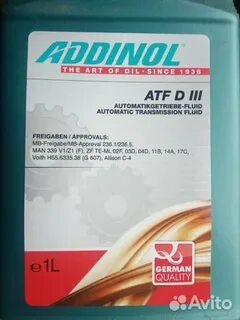 ADDINOL
THE ART OF OIL · SINCE 1936
ATF D III
AUTOMATIKGETRIEBE-FLUID
AUTOMATIC TRANSMISSION FLUID
FREIGABEN / APPROVALS:
MB-Freigabe/MB-Approval 236.1/236.5,
MAN 339 V1/Z1 (F), ZF TE-ML 02F, 03D, 04D, 11B, 14A, 17C,
Voith H55.6335.38 (G 607), Allison C-4
e1L
GERMAN
QUALITY
Avito